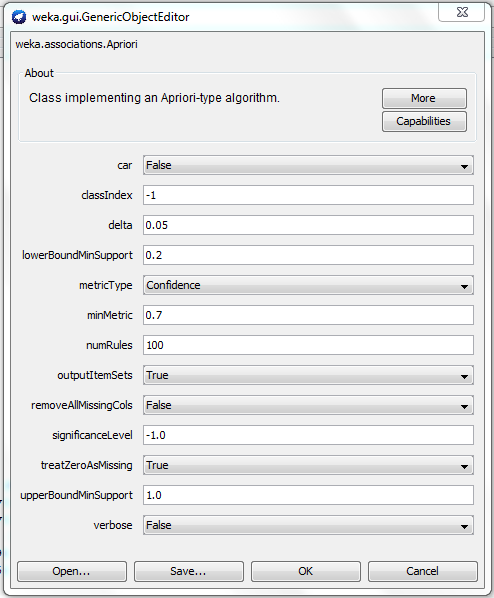 weka.gui.GenericObjectEditor
weka.associations.Apriori
About
Class implementing an Apriori-type algorithm.
More
Capabilities
car False
classIndex -1
delta 0.05
lowerBoundMinSupport 0.2
metricType Confidence
minMetric 0.7
numRules 100
outputItemSets True
removeAllMissingCols False
significanceLevel -1.0
treatZeroAsMissing True
upperBoundMinSupport 1.0
verbose False
Open... Save... OK Cancel